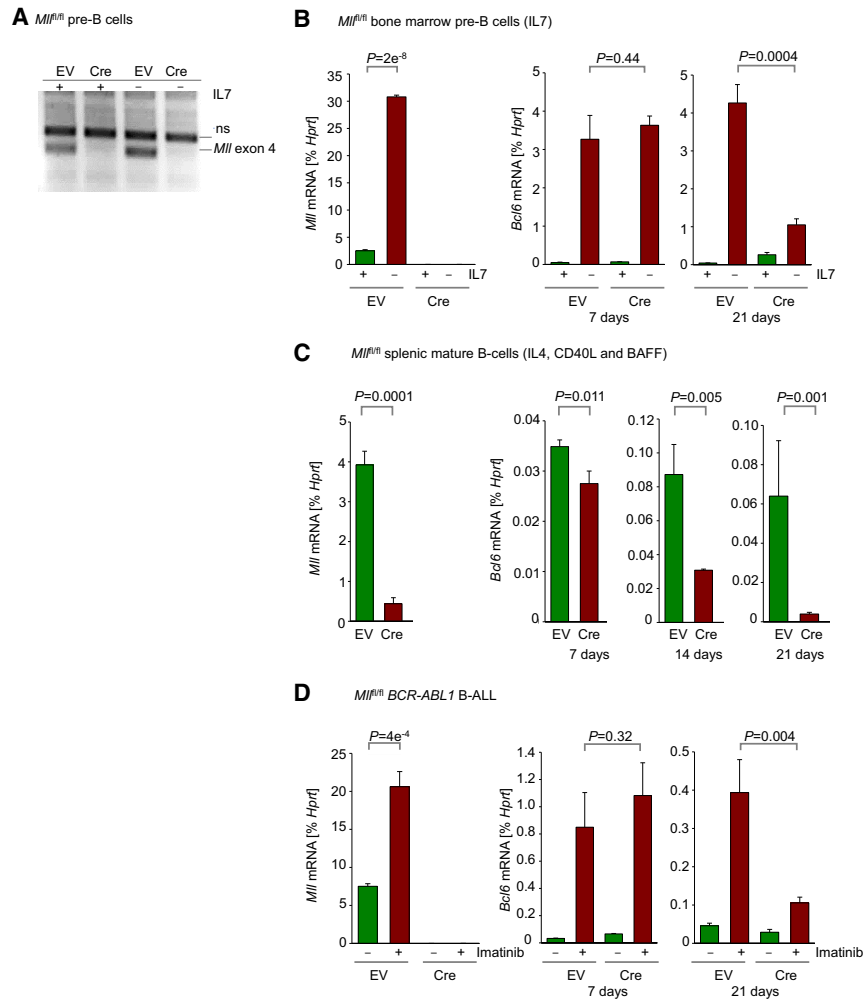 A Mllfl/fl pre-B cells
EV Cre EV Cre
+ + – – IL7
ns
Mll exon 4
B Mllfl/fl bone marrow pre-B cells (IL7)
P=2e-8
Mll mRNA [% Hprt]
35
30
25
20
15
10
5
0
+ – + – IL7
EV Cre
P=0.44
Bcl6 mRNA [% Hprt]
5
4
3
2
1
0
+ – + –
EV Cre
7 days
P=0.0004
5
4
3
2
1
0
+ – + – IL7
EV Cre
21 days
C Mllfl/fl splenic mature B-cells (IL4, CD40L and BAFF)
P=0.0001
Mll mRNA [% Hprt]
5
4
3
2
1
0
EV Cre
P=0.011
Bcl6 mRNA [% Hprt]
0.04
0.03
0.02
0.01
0
EV Cre
7 days
P=0.005
0.12
0.10
0.08
0.06
0.04
0.02
0
EV Cre
14 days
P=0.001
0.10
0.08
0.06
0.04
0.02
0
EV Cre
21 days
D Mllfl/fl BCR-ABL1 B-ALL
P=4e-4
Mll mRNA [% Hprt]
25
20
15
10
5
0
– + – + Imatinib
EV Cre
P=0.32
Bcl6 mRNA [% Hprt]
1.4
1.2
1.0
0.8
0.6
0.4
0.2
0
– + – +
EV Cre
7 days
P=0.004
0.5
0.4
0.3
0.2
0.1
0
– + – + Imatinib
EV Cre
21 days